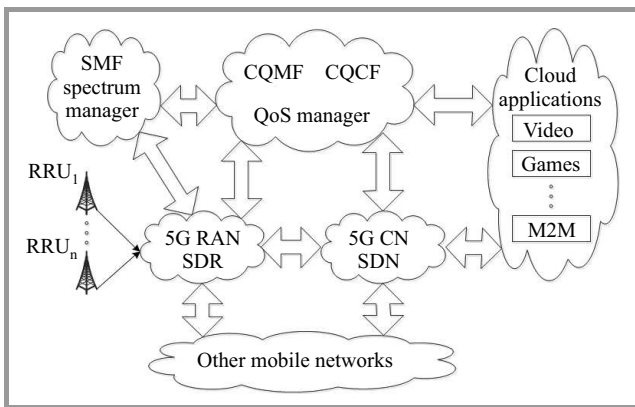 SMF
spectrum
manager
CQMF CQCF
QoS manager
Cloud
applications
Video
Games
M2M
RRU1
RRUn
5G RAN
SDR
5G CN
SDN
Other mobile networks